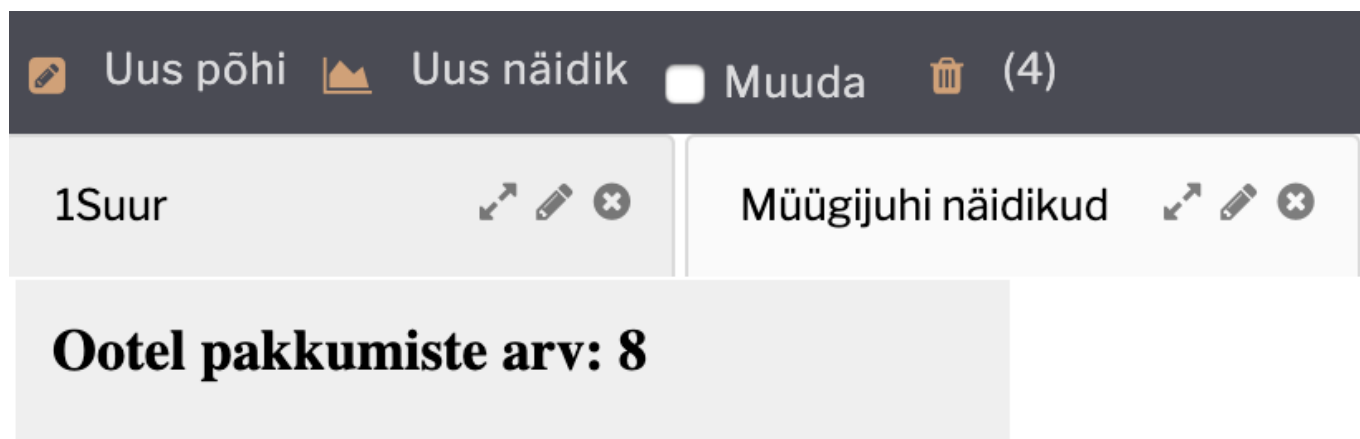 Uus põhi Uus näidik Muuda (4)
1Suur Müügijuhi näidikud
Ootel pakkumiste arv: 8